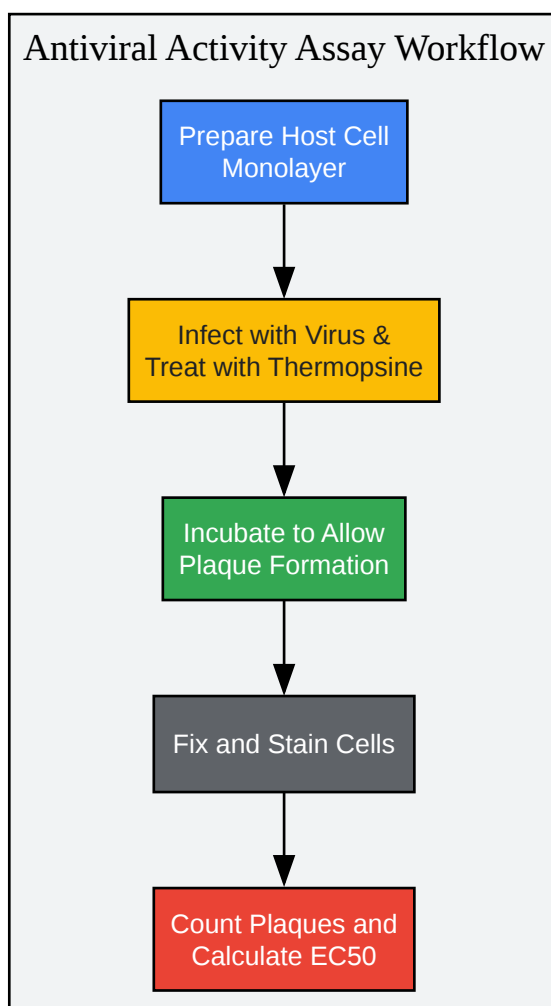 Antiviral Activity Assay Workflow
Prepare Host Cell
Monolayer
Infect with Virus &
Treat with Thermopsine
Incubate to Allow
Plaque Formation
Fix and Stain Cells
Count Plaques and
Calculate EC50